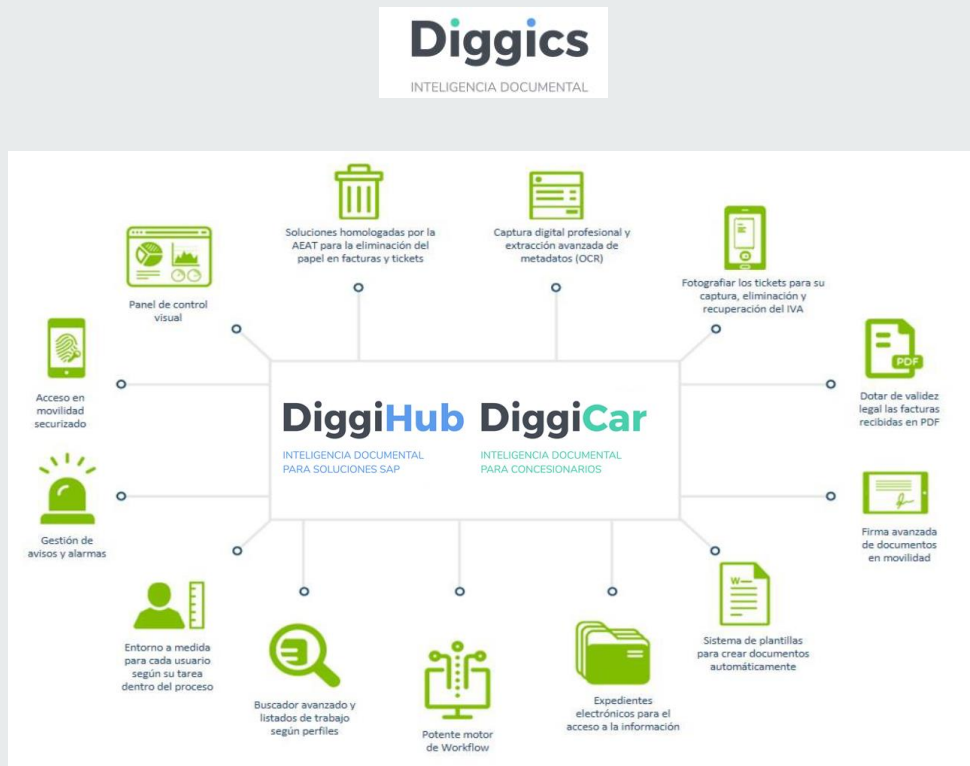 Diggics
INTELIGENCIA DOCUMENTAL
Soluciones homologadas por la
AEAT para la eliminación del
papel en facturas y tickets
Captura digital profesional y
extracción avanzada de
metadatos (OCR)
Fotografiar los tickets para su
captura, eliminación y
recuperación del IVA
Panel de control
visual
PDF
Dotar de validez
legal las facturas
recibidas en PDF
Acceso en
movilidad
securizado
DiggiHub
INTELIGENCIA DOCUMENTAL
PARA SOLUCIONES SAP
DiggiCar
INTELIGENCIA DOCUMENTAL
PARA CONCESIONARIOS
Gestión de
avisos y alarmas
Firma avanzada
de documentos
en movilidad
Entorno a medida
para cada usuario
según su tarea
dentro del proceso
Buscador avanzado y
listados de trabajo
según perfiles
Potente motor
de Workflow
Expedientes
electrónicos para el
acceso a la información
W
Sistema de plantillas
para crear documentos
automáticamente